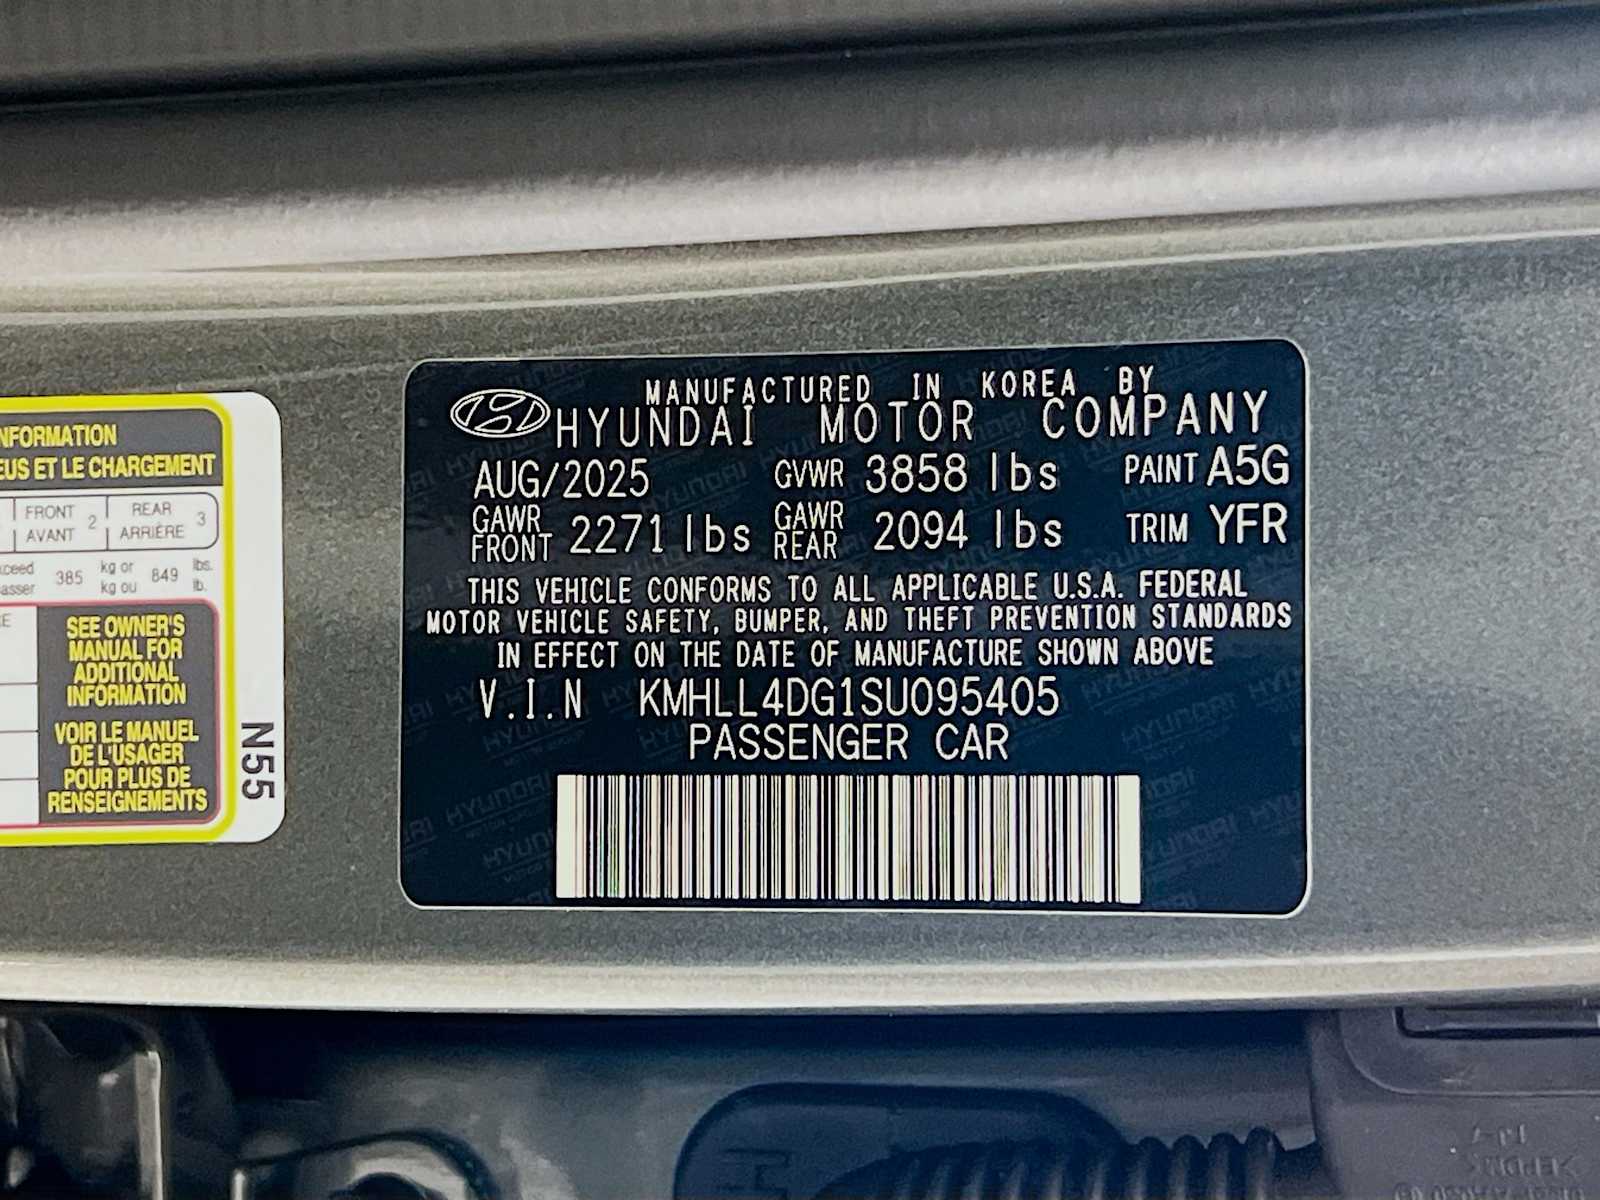 NFORMATION
EUS ET LE CHARGEMENT
FRONT AVANT 2 REAR ARRIÈRE 3
385 kg or kg ou 849 lbs. lb.
SEE OWNER'S
MANUAL FOR
ADDITIONAL
INFORMATION
VOIR LE MANUEL
DE L'USAGER
POUR PLUS DE
RENSEIGNEMENTS
N55
MANUFACTURED IN KOREA BY
HYUNDAI MOTOR COMPANY
AUG/2025 GVWR 3858 lbs PAINT A5G
GAWR FRONT 2271 lbs GAWR REAR 2094 lbs TRIM YFR
THIS VEHICLE CONFORMS TO ALL APPLICABLE U.S.A. FEDERAL
MOTOR VEHICLE SAFETY, BUMPER, AND THEFT PREVENTION STANDARDS
IN EFFECT ON THE DATE OF MANUFACTURE SHOWN ABOVE
V.I.N KMHLL4DG1SU095405
PASSENGER CAR